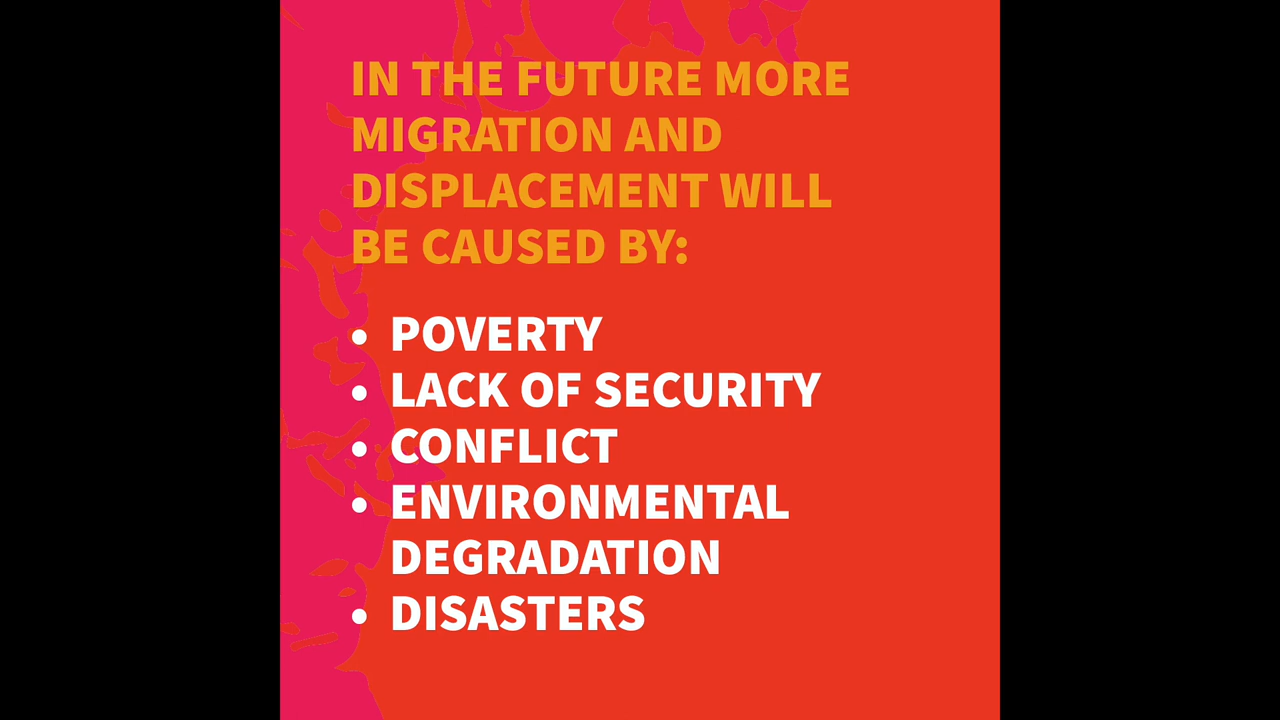 IN THE FUTURE MORE
MIGRATION AND
DISPLACEMENT WILL
BE CAUSED BY:
• POVERTY
• LACK OF SECURITY
• CONFLICT
• ENVIRONMENTAL
DEGRADATION
• DISASTERS